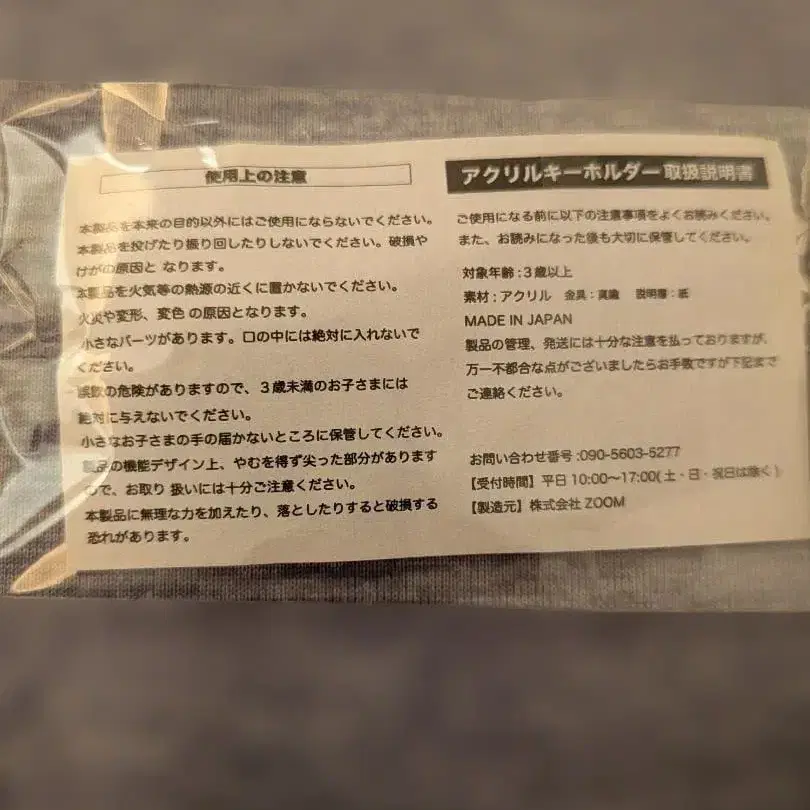 使用上の注意
本製品を本来の目的以外にはご使用にならないでください。
本製品を投げたり振り回したりしないでください。破損や
けがの原因と なります。
本製品を火気等の熱源の近くに置かないでください。
火災や変形、変色 の原因となります。
小さなパーツがあります。口の中には絶対に入れないで
ください。
誤飲の危険がありますので、３歳未満のお子さまには
絶対に与えないでください。
小さなお子さまの手の届かないところに保管してください。
製品の機能デザイン上、やむを得ず尖った部分があります
ので、お取り 扱いには十分ご注意ください。
本製品に無理な力を加えたり、落としたりすると破損する
恐れがあります。
アクリルキーホルダー取扱説明書
ご使用になる前に以下の注意事項をよくお読みください。
また、お読みになった後も大切に保管してください。
対象年齢：３歳以上
素材：アクリル　金具：真鍮　説明書：紙
MADE IN JAPAN
製品の管理、発送には十分な注意を払っておりますが、
万一不都合な点がございましたらお手数ですが下記まで
ご連絡ください。
お問い合わせ番号:090-5603-5277
【受付時間】平日 10:00〜17:00(土・日・祝日は除く)
【製造元】株式会社 ZOOM